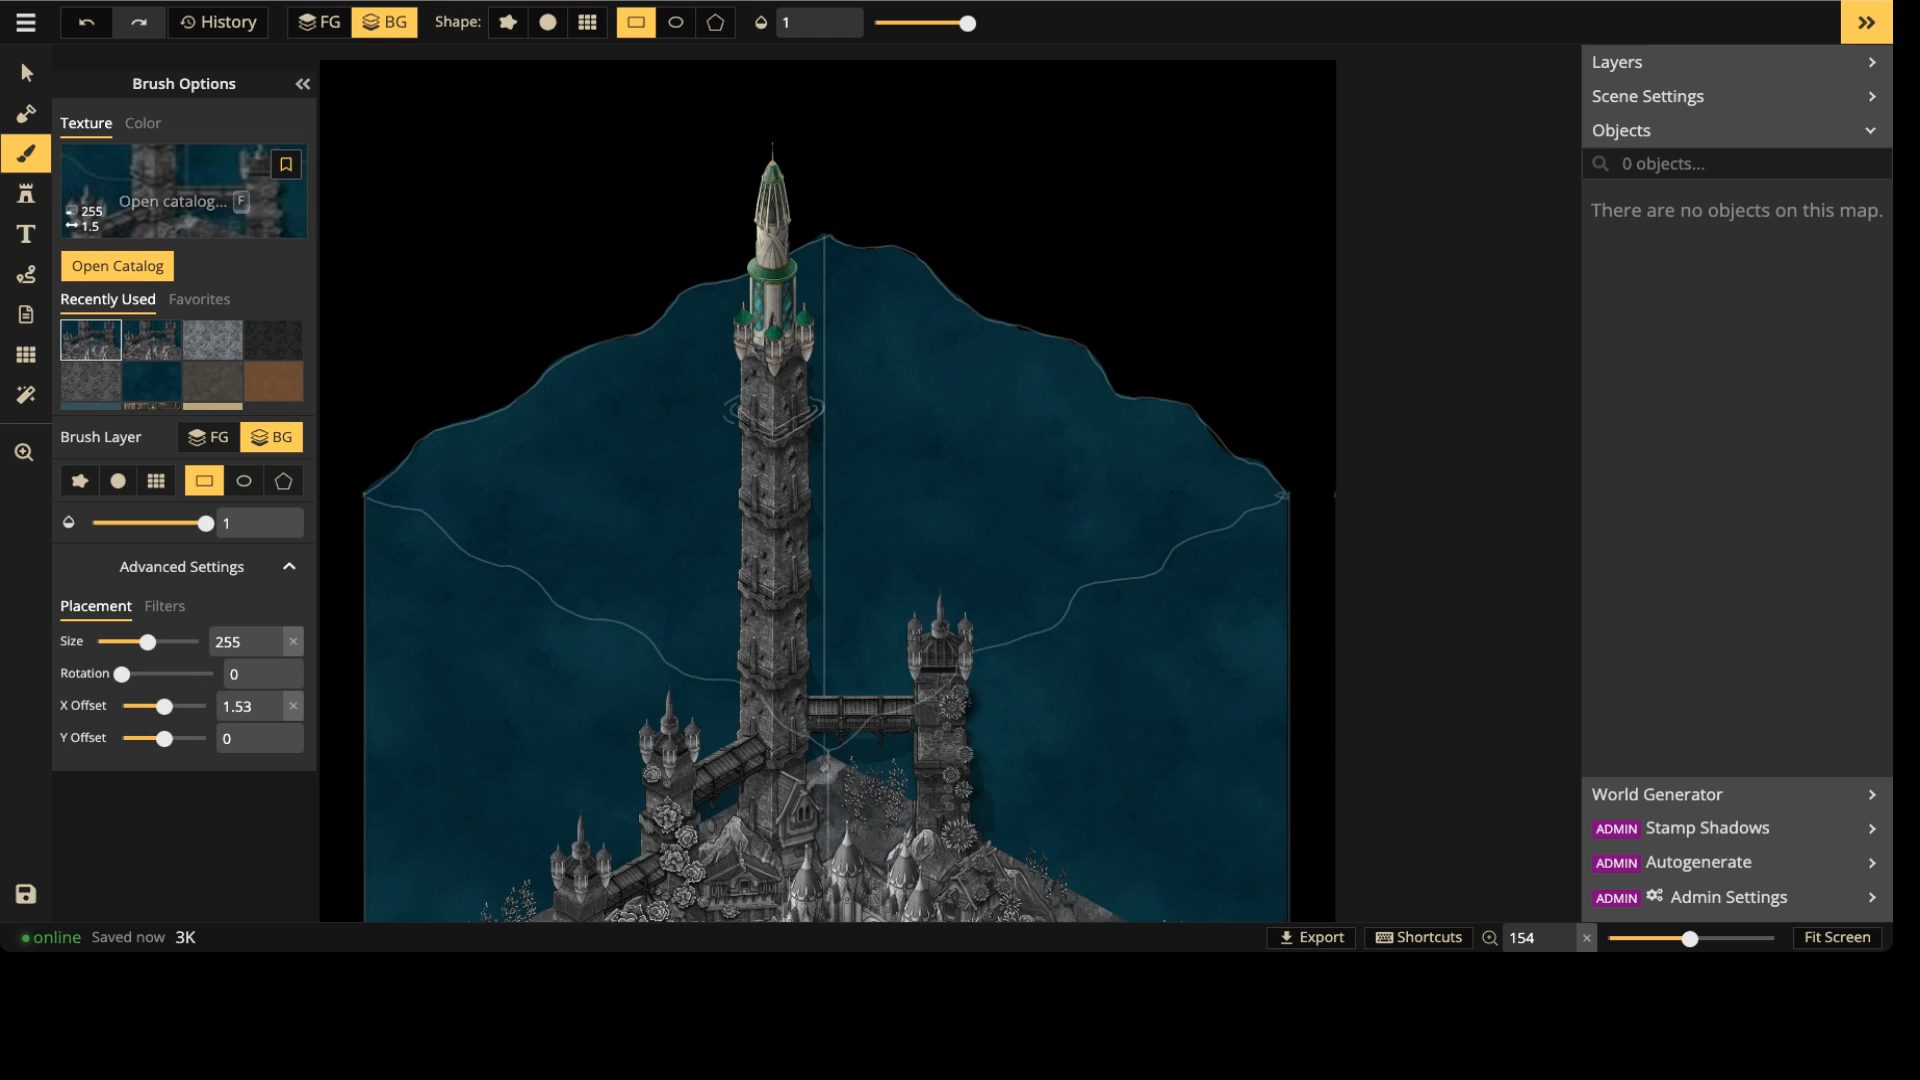 History
FG
BG
Shape:
1
Brush Options
Texture
Color
Open catalog... F
255
1.5
Open Catalog
Recently Used
Favorites
Brush Layer
FG
BG
1
Advanced Settings
Placement
Filters
Size
255
Rotation
0
X Offset
1.53
Y Offset
0
Layers
Scene Settings
Objects
0 objects...
There are no objects on this map.
World Generator
ADMIN Stamp Shadows
ADMIN Autogenerate
ADMIN Admin Settings
online
Saved now
3K
Export
Shortcuts
154
Fit Screen